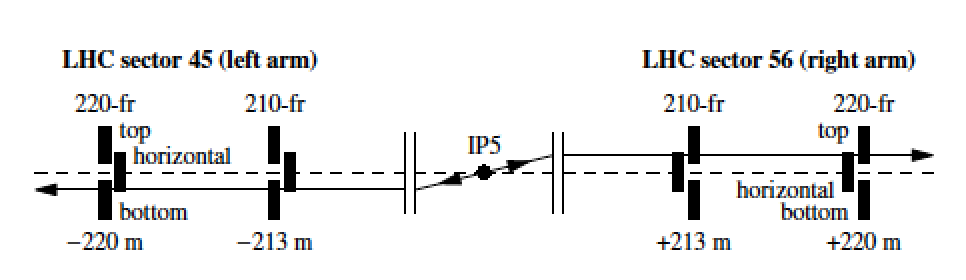 LHC sector 45 (left arm)
LHC sector 56 (right arm)
220-fr
210-fr
210-fr
220-fr
top
top
horizontal
IP5
horizontal
bottom
bottom
−220 m
−213 m
+213 m
+220 m